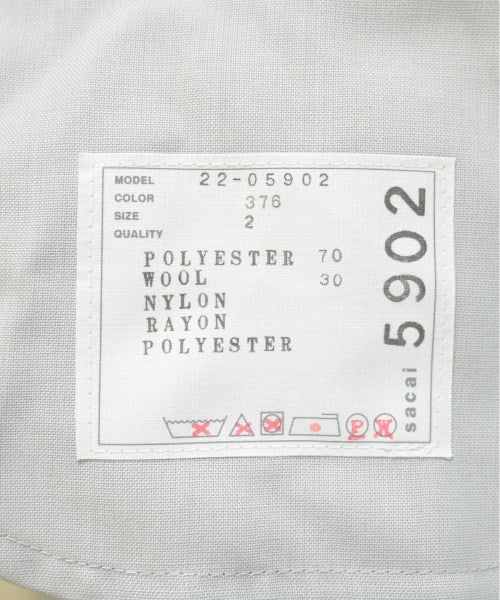 MODEL 22-05902
COLOR 376
SIZE 2
QUALITY
POLYESTER 70
WOOL 30
NYLON
RAYON
POLYESTER
P W
sacai 5902